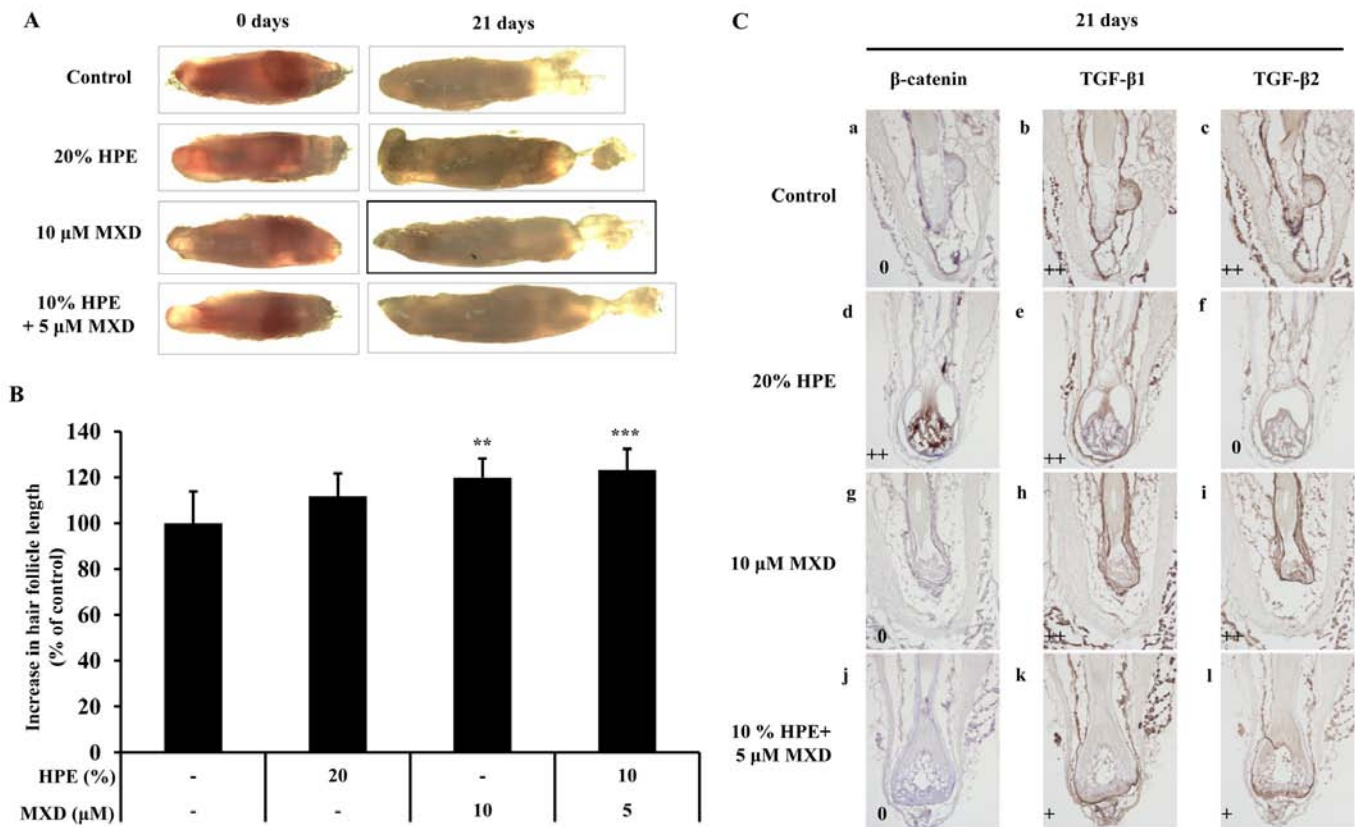 A
0 days
21 days
Control
20% HPE
10 µM MXD
10% HPE
+ 5 µM MXD
B
Increase in hair follicle length
(% of control)
140
120
100
80
60
40
20
0
**
***
HPE (%)
-
20
-
10
MXD (µM)
-
-
10
5
C
21 days
β-catenin
TGF-β1
TGF-β2
Control
a
0
b
++
c
++
20% HPE
d
++
e
++
f
0
10 µM MXD
g
0
h
++
i
++
10 % HPE+
5 µM MXD
j
0
k
+
l
+